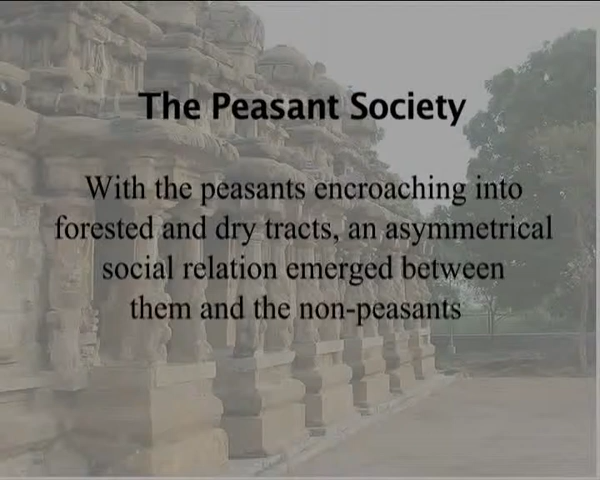 The Peasant Society
With the peasants encroaching into
forested and dry tracts, an asymmetrical
social relation emerged between
them and the non-peasants